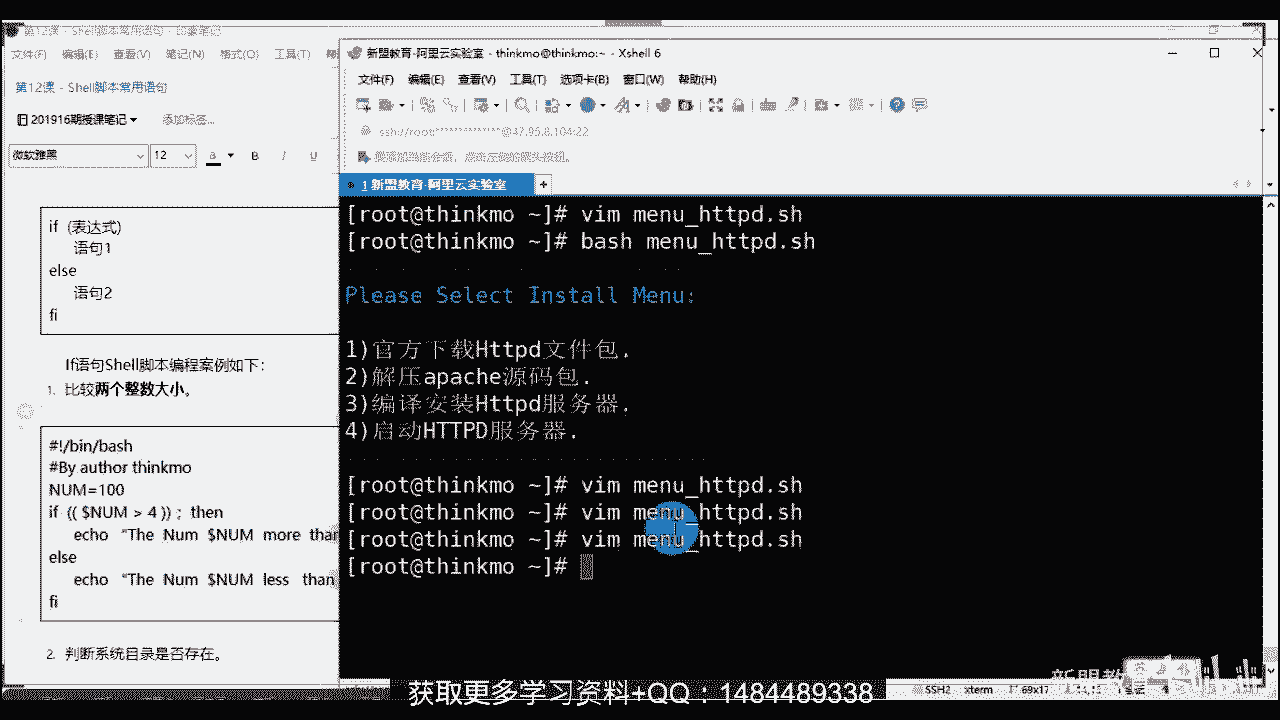 第12课 - Shell脚本常用语句 - 印象笔记
文件(F) 编辑(E) 查看(V) 笔记(N) 格式(O) 工具(T)
第12课 - Shell脚本常用语句
201916期授课笔记 添加标签...
微软雅黑 12 a B I U
if (表达式)
语句1
else
语句2
fi
If语句Shell脚本编程案例如下：
1. 比较两个整数大小。
#!/bin/bash
#By author thinkmo
NUM=100
if (( $NUM > 4 )) ; then
echo “The Num $NUM more than
else
echo “The Num $NUM less than
fi
2. 判断系统目录是否存在。
新盟教育-阿里云实验室 - thinkmo@thinkmo:~ - Xshell 6
文件(F) 编辑(E) 查看(V) 工具(T) 选项卡(B) 窗口(W) 帮助(H)
1 新盟教育-阿里云实验室
[root@thinkmo ~]# vim menu_httpd.sh
[root@thinkmo ~]# bash menu_httpd.sh
Please Select Install Menu:
1)官方下载Httpd文件包.
2)解压apache源码包.
3)编译安装Httpd服务器.
4)启动HTTPD服务器.
[root@thinkmo ~]# vim menu_httpd.sh
[root@thinkmo ~]# vim menu_httpd.sh
[root@thinkmo ~]# vim menu_httpd.sh
[root@thinkmo ~]#
SSH2 xterm 69x17
获取更多学习资料+QQ：1484489338